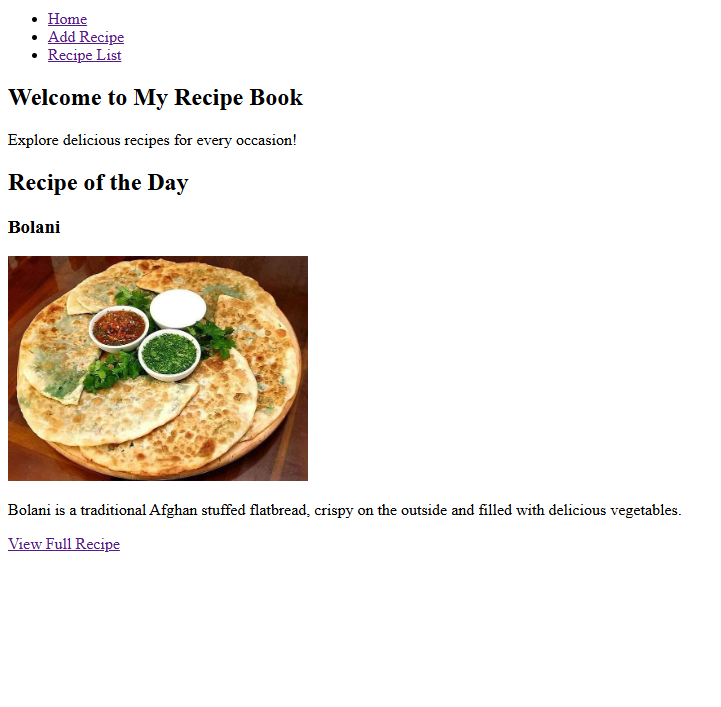 Home
Add Recipe
Recipe List
Welcome to My Recipe Book
Explore delicious recipes for every occasion!
Recipe of the Day
Bolani
Bolani is a traditional Afghan stuffed flatbread, crispy on the outside and filled with delicious vegetables.
View Full Recipe